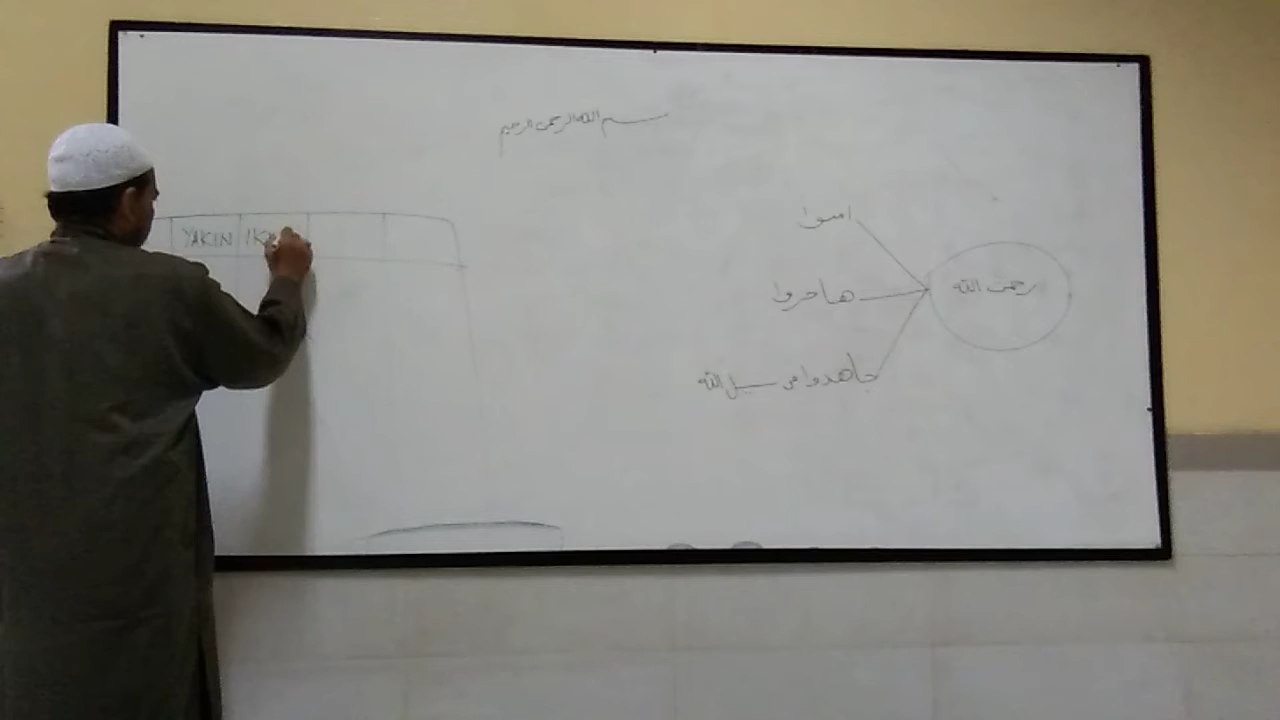 بسم الله الرحمن الرحيم
امنوا
رحمت الله
هاجروا
جاهدوا في سبيل الله
YAKIN